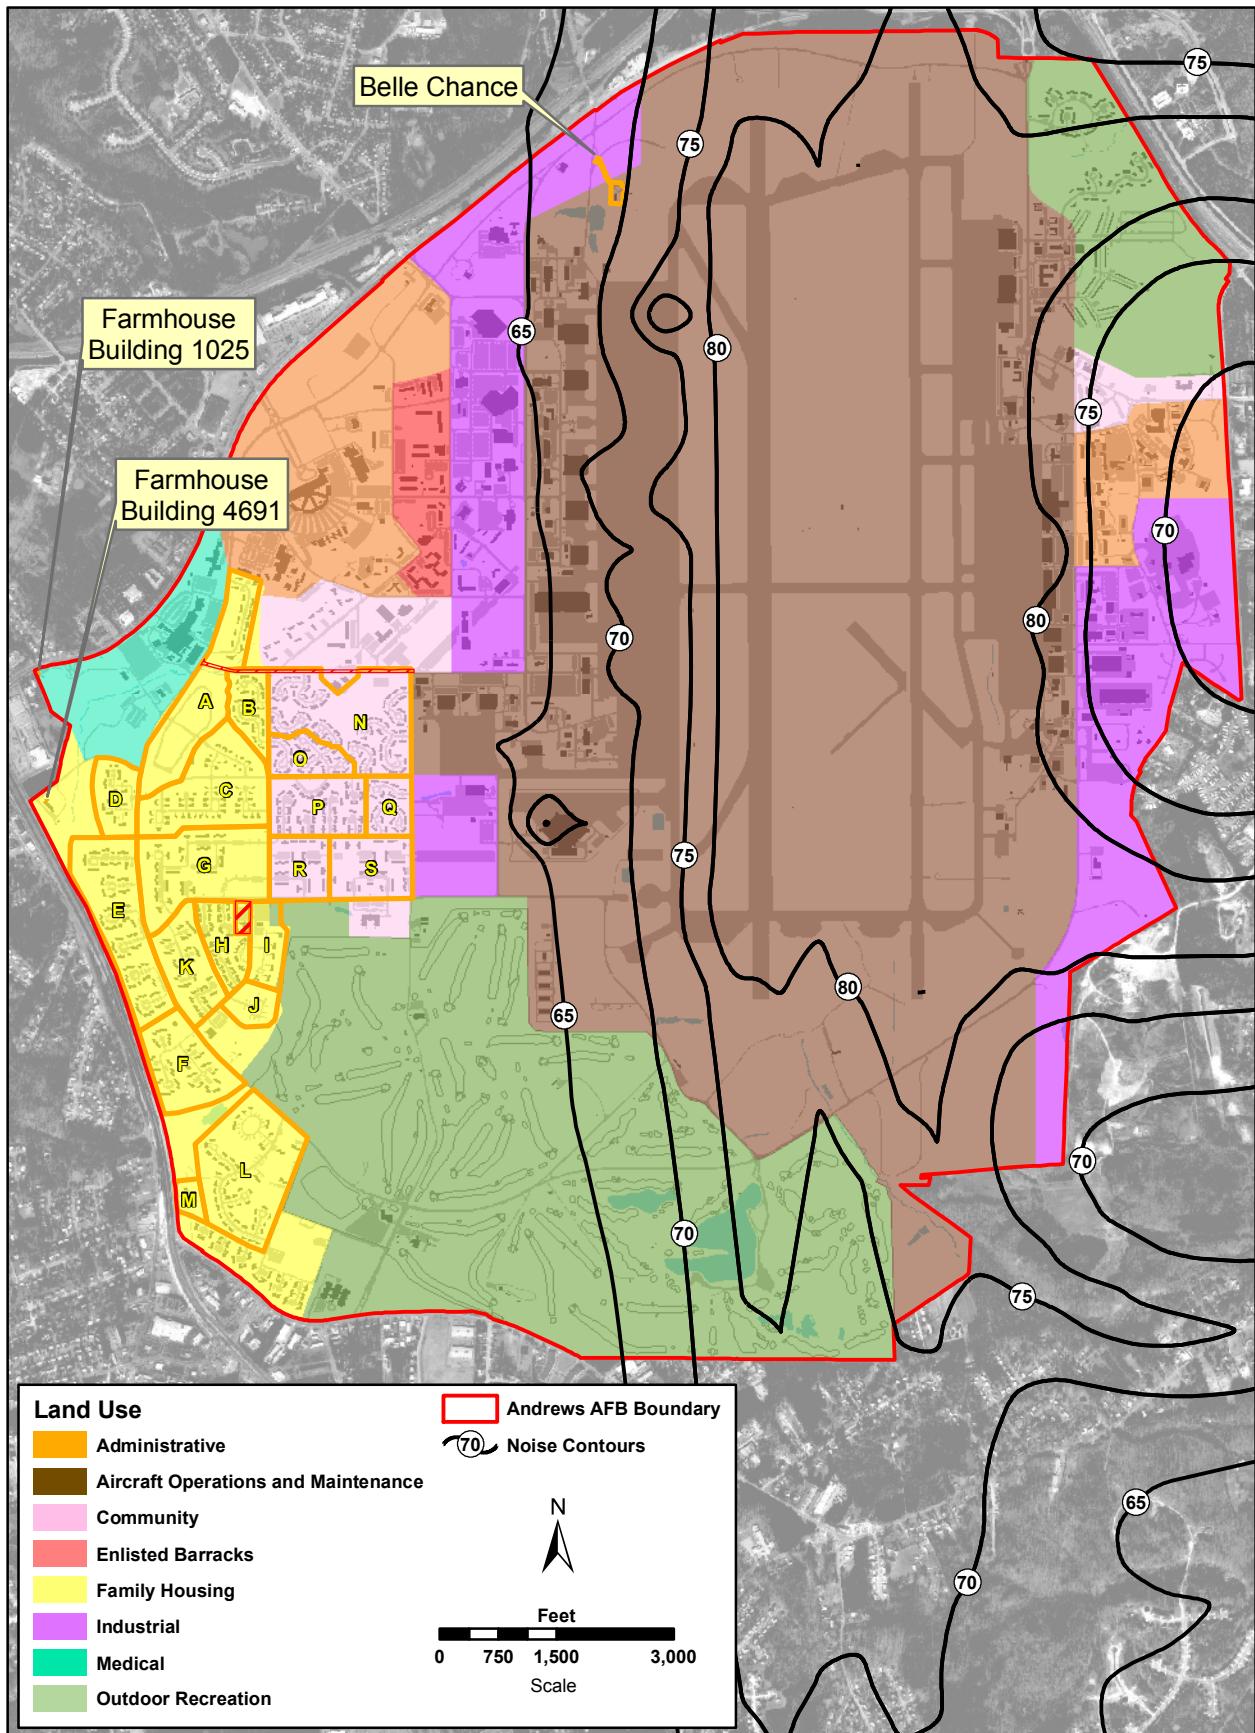 75
Belle Chance
75
Farmhouse
Building 1025
65
80
75
Farmhouse
Building 4691
70
80
70
A
B
N
O
D
C
P
Q
75
G
R
S
E
H
I
K
80
J
65
F
70
L
M
70
75
Land Use
Administrative
Aircraft Operations and Maintenance
Community
Enlisted Barracks
Family Housing
Industrial
Medical
Outdoor Recreation
Andrews AFB Boundary
70 Noise Contours
N
Feet
0 750 1,500 3,000
Scale
65
70